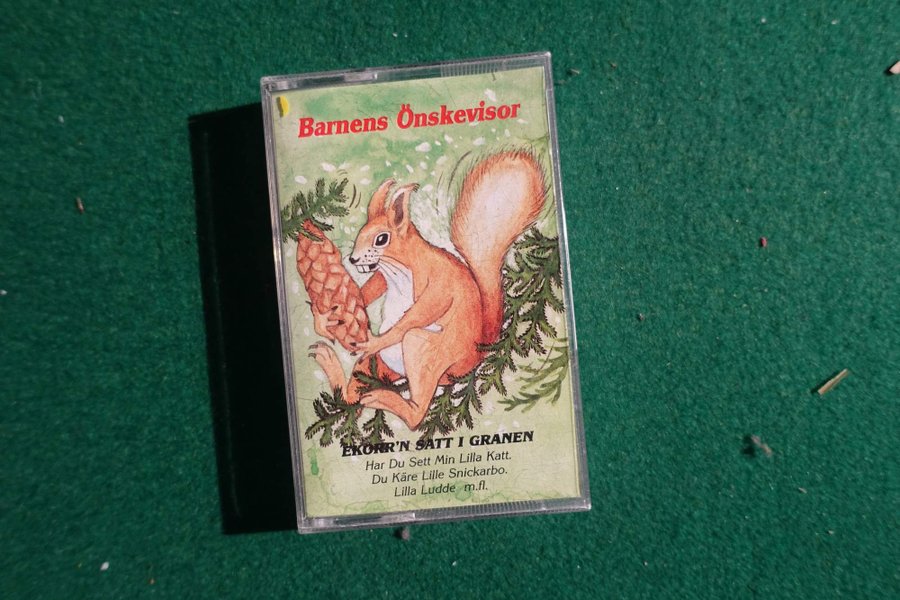 Barnens Önskevisor
EKORR'N SATT I GRANEN
Har Du Sett Min Lilla Katt.
Du Käre Lille Snickarbo.
Lilla Ludde m.fl.